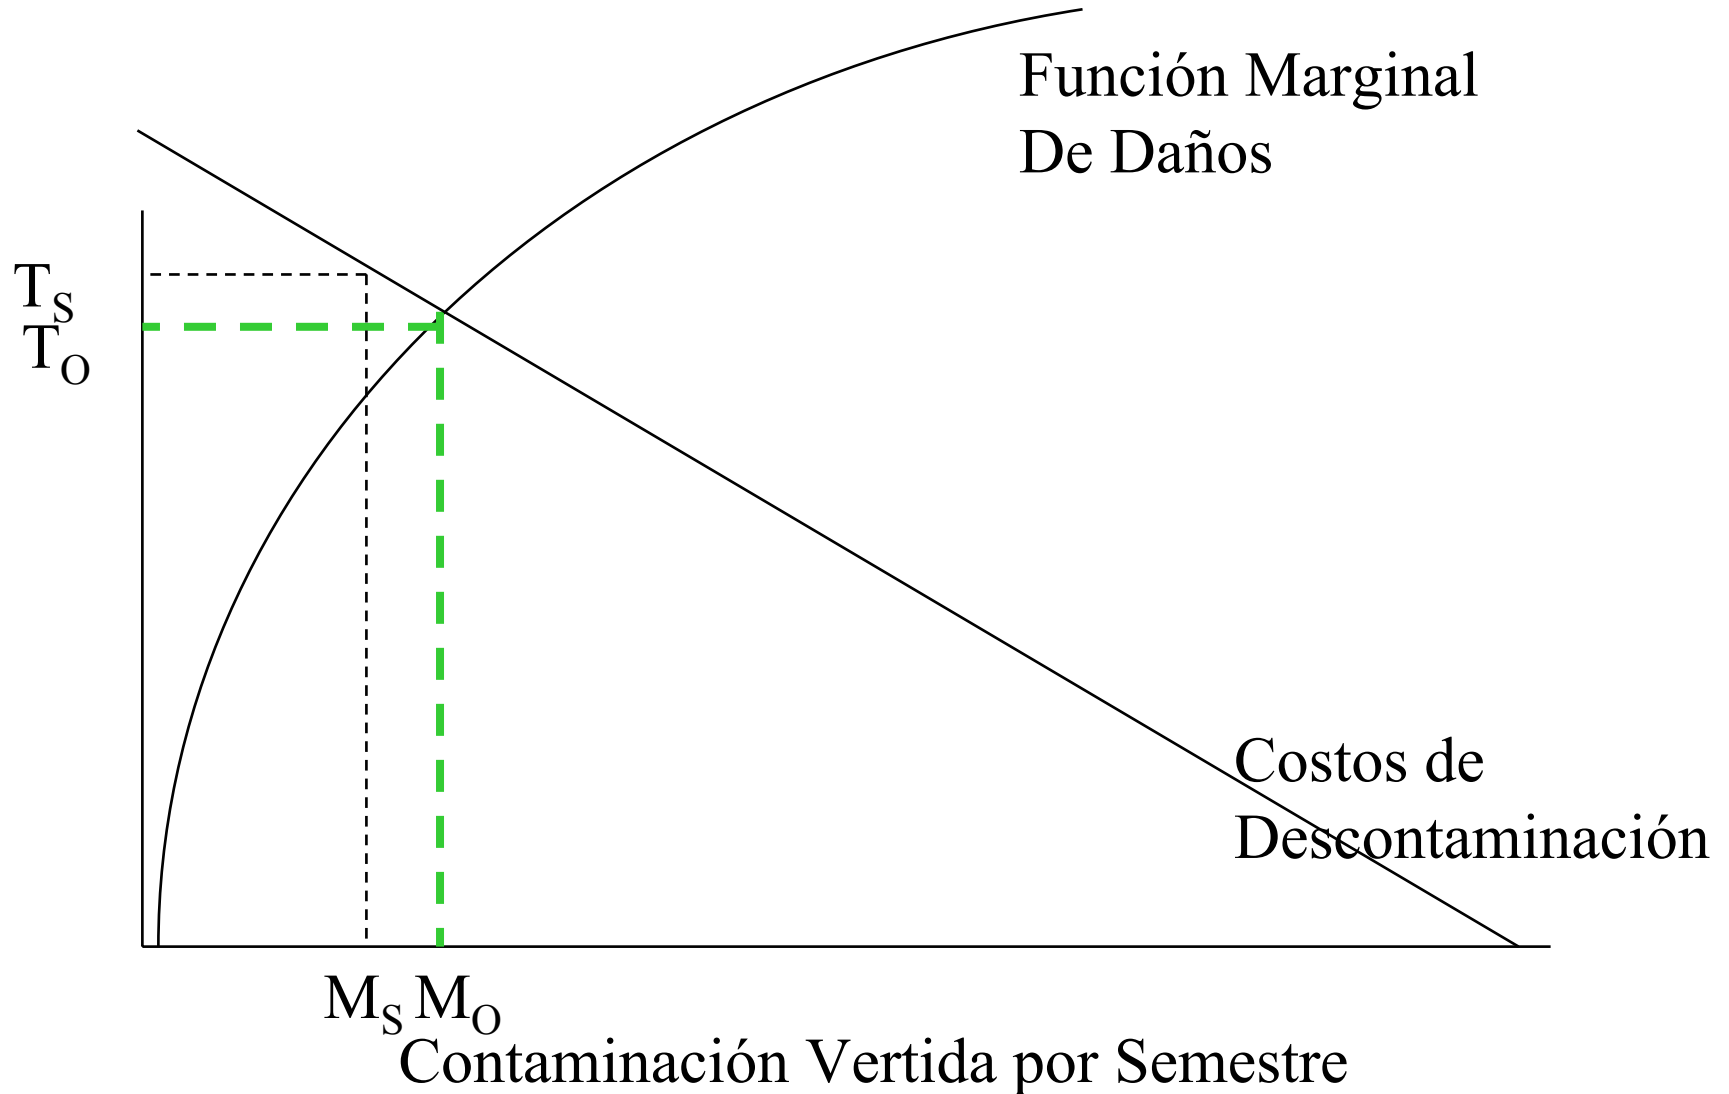 Función Marginal
De Daños
T_S
T_O
Costos de
Descontaminación
M_S M_O
Contaminación Vertida por Semestre